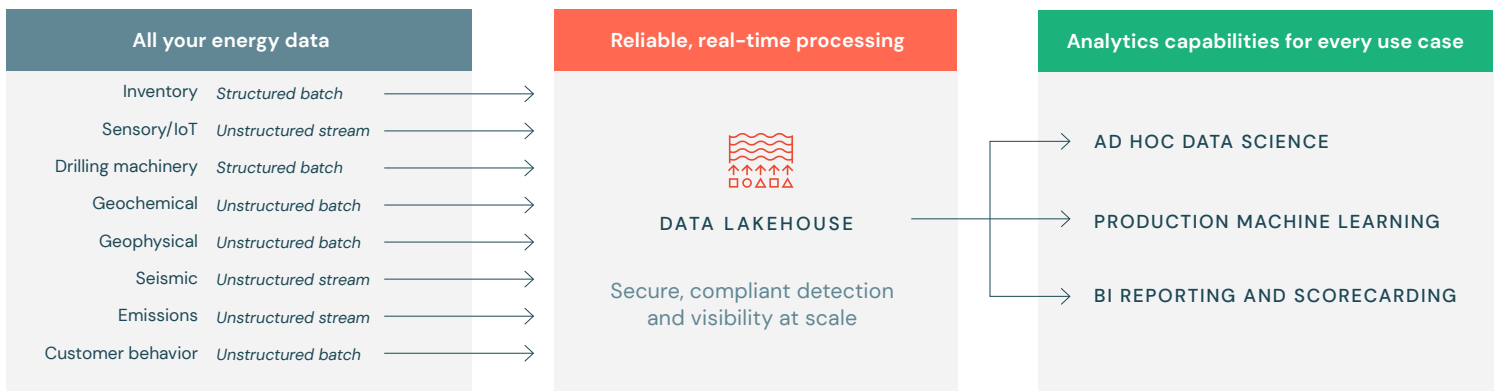 All your energy data
Inventory Structured batch
Sensory/IoT Unstructured stream
Drilling machinery Structured batch
Geochemical Unstructured batch
Geophysical Unstructured batch
Seismic Unstructured stream
Emissions Unstructured stream
Customer behavior Unstructured batch
Reliable, real-time processing
DATA LAKEHOUSE
Secure, compliant detection
and visibility at scale
Analytics capabilities for every use case
AD HOC DATA SCIENCE
PRODUCTION MACHINE LEARNING
BI REPORTING AND SCORECARDING